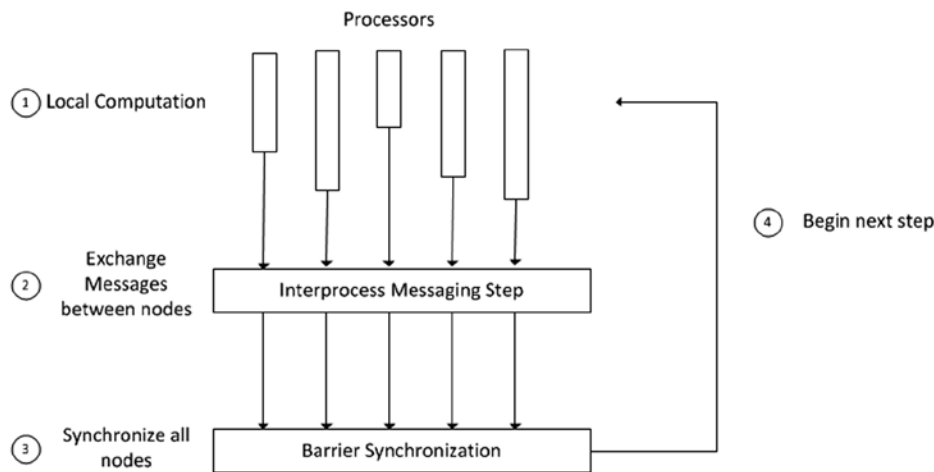 Processors
1 Local Computation
4 Begin next step
Exchange
2 Messages
between nodes
Interprocess Messaging Step
3 Synchronize all
nodes
Barrier Synchronization